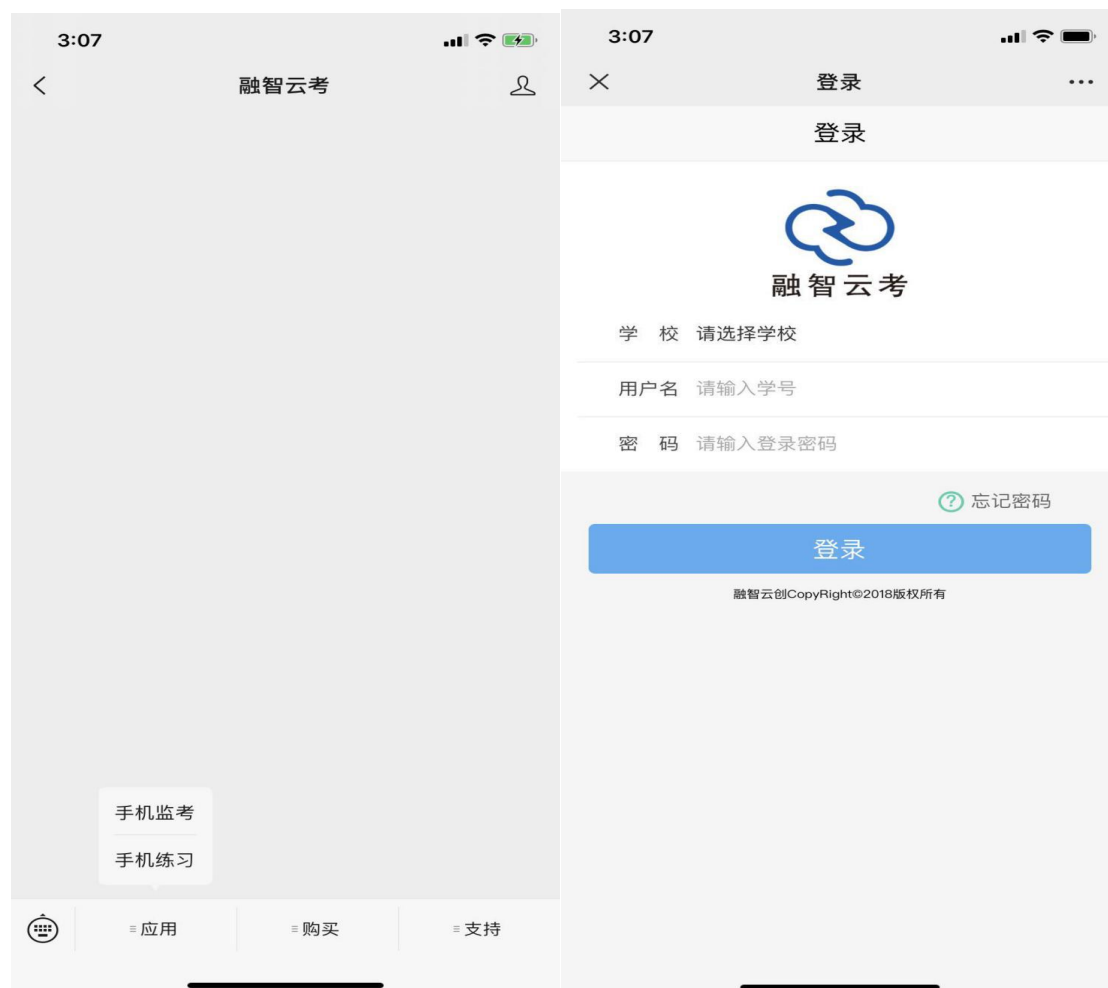 3:07
融智云考
手机监考
手机练习
应用
购买
支持
3:07
登录
登录
融智云考
学 校 请选择学校
用户名 请输入学号
密 码 请输入登录密码
? 忘记密码
登录
融智云创CopyRight©2018版权所有